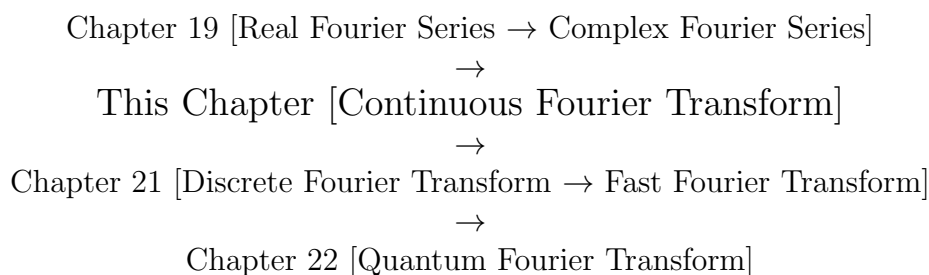 Chapter 19 [Real Fourier Series → Complex Fourier Series]
→
This Chapter [Continuous Fourier Transform]
→
Chapter 21 [Discrete Fourier Transform → Fast Fourier Transform]
→
Chapter 22 [Quantum Fourier Transform]